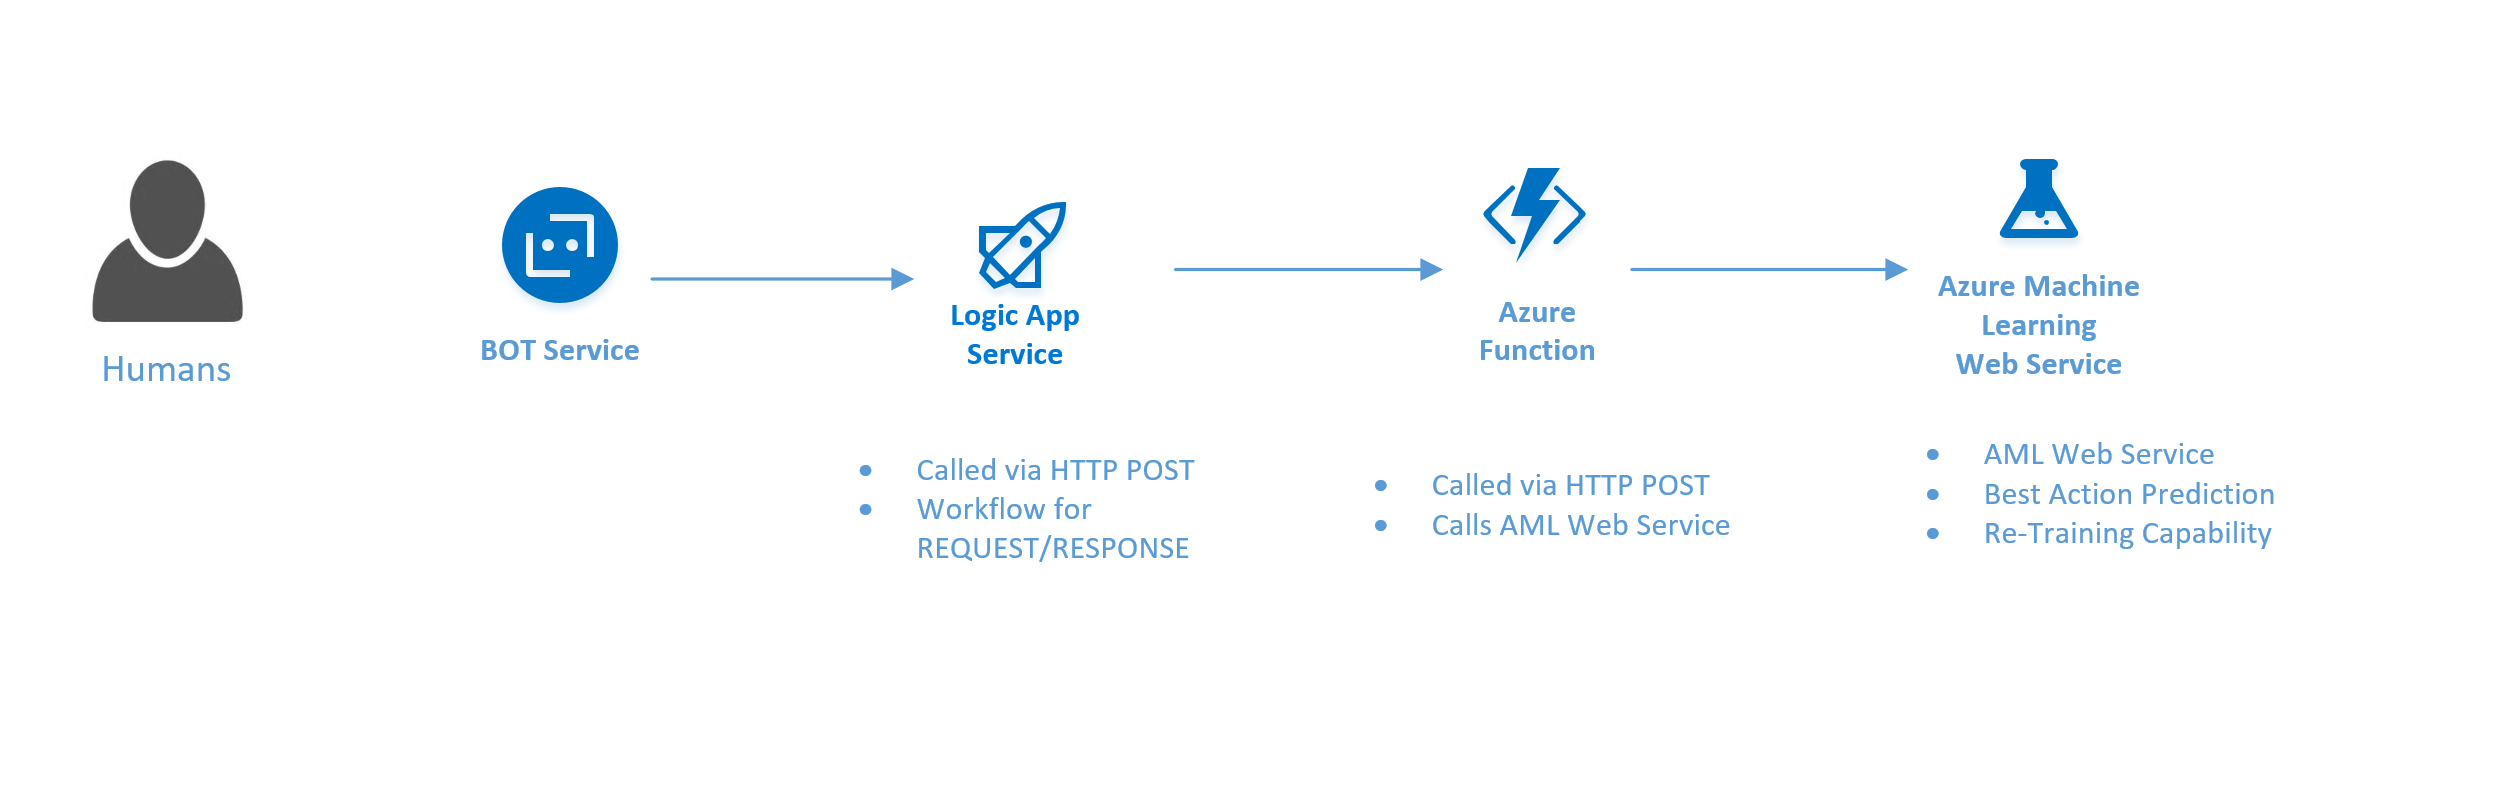 Humans
BOT Service
Logic App
Service
Azure
Function
Azure Machine
Learning
Web Service
• Called via HTTP POST
• Workflow for
REQUEST/RESPONSE
• Called via HTTP POST
• Calls AML Web Service
• AML Web Service
• Best Action Prediction
• Re-Training Capability